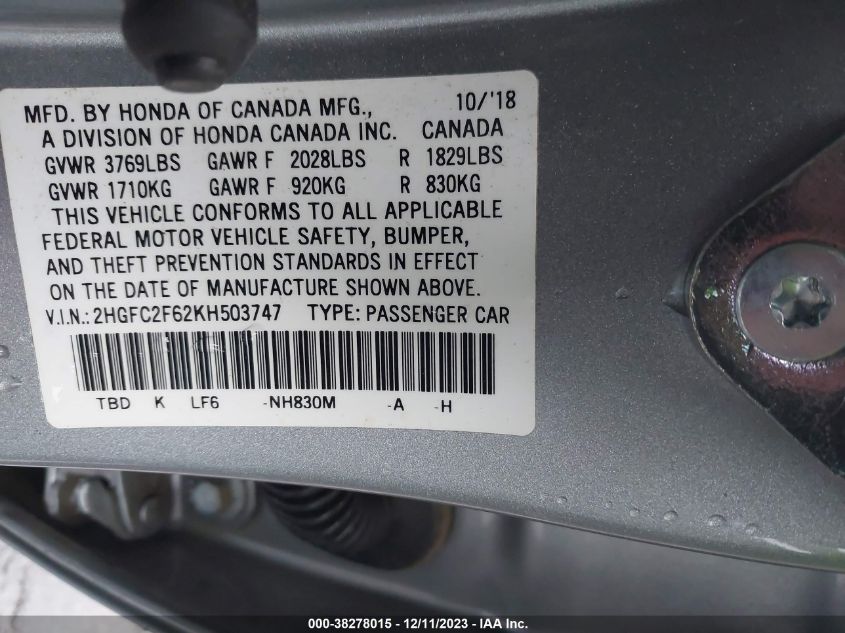 MFD. BY HONDA OF CANADA MFG., 10/'18
A DIVISION OF HONDA CANADA INC. CANADA
GVWR 3769LBS GAWR F 2028LBS R 1829LBS
GVWR 1710KG GAWR F 920KG R 830KG
THIS VEHICLE CONFORMS TO ALL APPLICABLE
FEDERAL MOTOR VEHICLE SAFETY, BUMPER,
AND THEFT PREVENTION STANDARDS IN EFFECT
ON THE DATE OF MANUFACTURE SHOWN ABOVE.
V.I.N.: 2HGFC2F62KH503747 TYPE: PASSENGER CAR
TBD K LF6 -NH830M -A -H
000-38278015 - 12/11/2023 - IAA Inc.